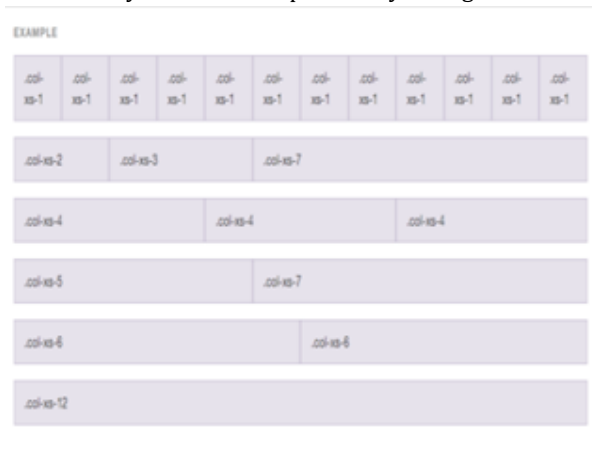 EXAMPLE
.col- .col- .col- .col- .col- .col- .col- .col- .col- .col- .col- .col-
xs-1 xs-1 xs-1 xs-1 xs-1 xs-1 xs-1 xs-1 xs-1 xs-1 xs-1 xs-1
.col-xs-2 .col-xs-3 .col-xs-7
.col-xs-4 .col-xs-4 .col-xs-4
.col-xs-5 .col-xs-7
.col-xs-6 .col-xs-6
.col-xs-12